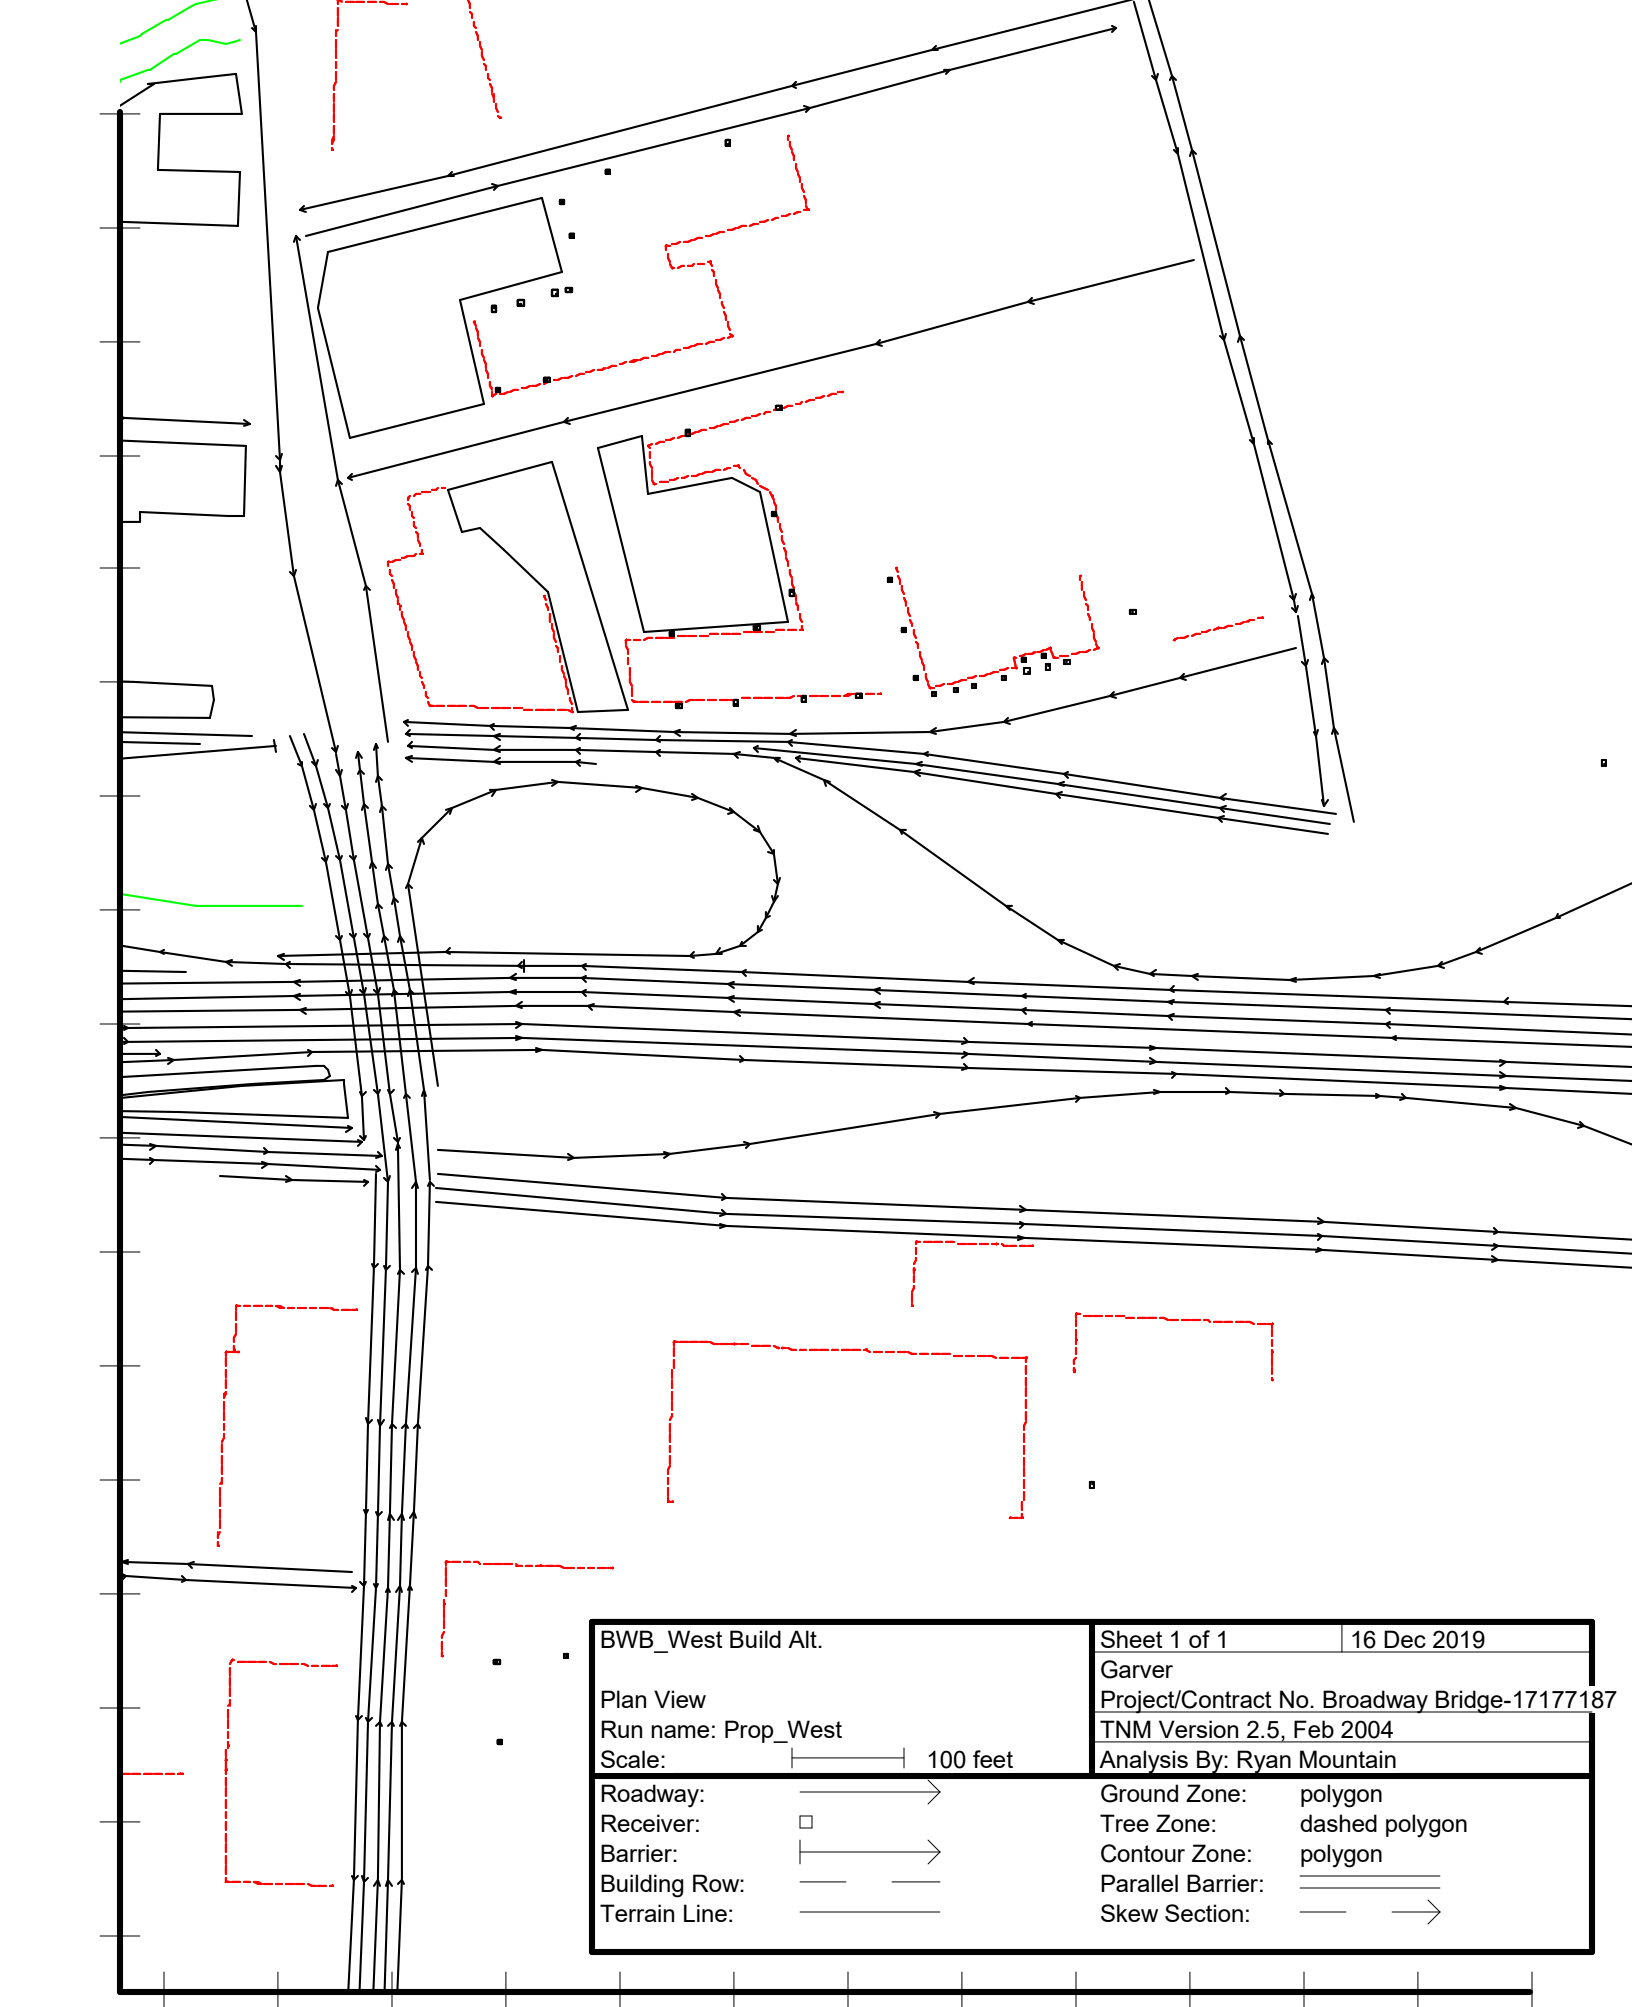 BWB_West Build Alt.
Plan View
Run name: Prop_West
Scale: 100 feet
Sheet 1 of 1 16 Dec 2019
Garver
Project/Contract No. Broadway Bridge-17177187
TNM Version 2.5, Feb 2004
Analysis By: Ryan Mountain
Roadway:
Receiver:
Barrier:
Building Row:
Terrain Line:
Ground Zone: polygon
Tree Zone: dashed polygon
Contour Zone: polygon
Parallel Barrier:
Skew Section: